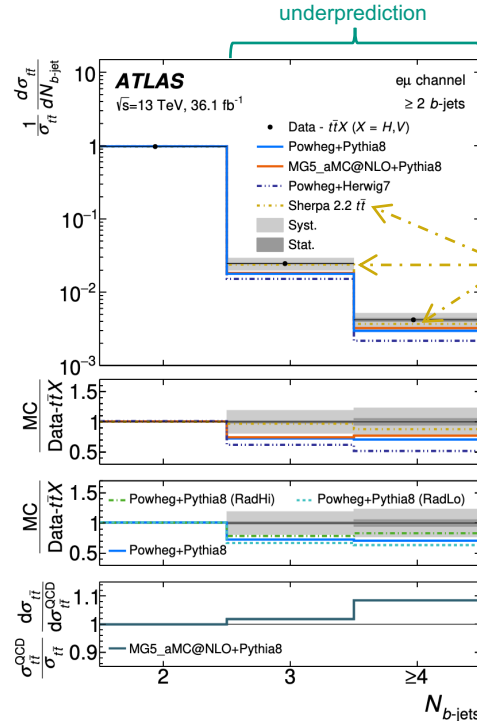 underprediction
ATLAS
eμ channel
√s=13 TeV, 36.1 fb⁻¹
≥ 2 b-jets
Data - tt̄X (X = H,V)
Powheg+Pythia8
MG5_aMC@NLO+Pythia8
Powheg+Herwig7
Sherpa 2.2 tt̄
Syst.
Stat.
1/σtt̄ dσtt̄/dNb-jet
10
1
10⁻¹
10⁻²
10⁻³
MC/Data-tt̄X
1.5
1
0.5
MC/Data-tt̄X
1.5
1
0.5
Powheg+Pythia8 (RadHi)
Powheg+Pythia8 (RadLo)
Powheg+Pythia8
σtt̄^QCD/σtt̄ dσtt̄/dσtt̄^QCD
1.1
1
0.9
MG5_aMC@NLO+Pythia8
2
3
≥4
Nb-jets